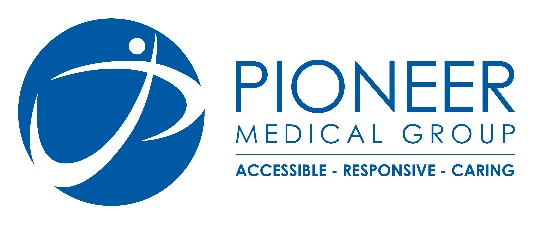 PIONEER
MEDICAL GROUP
ACCESSIBLE - RESPONSIVE - CARING